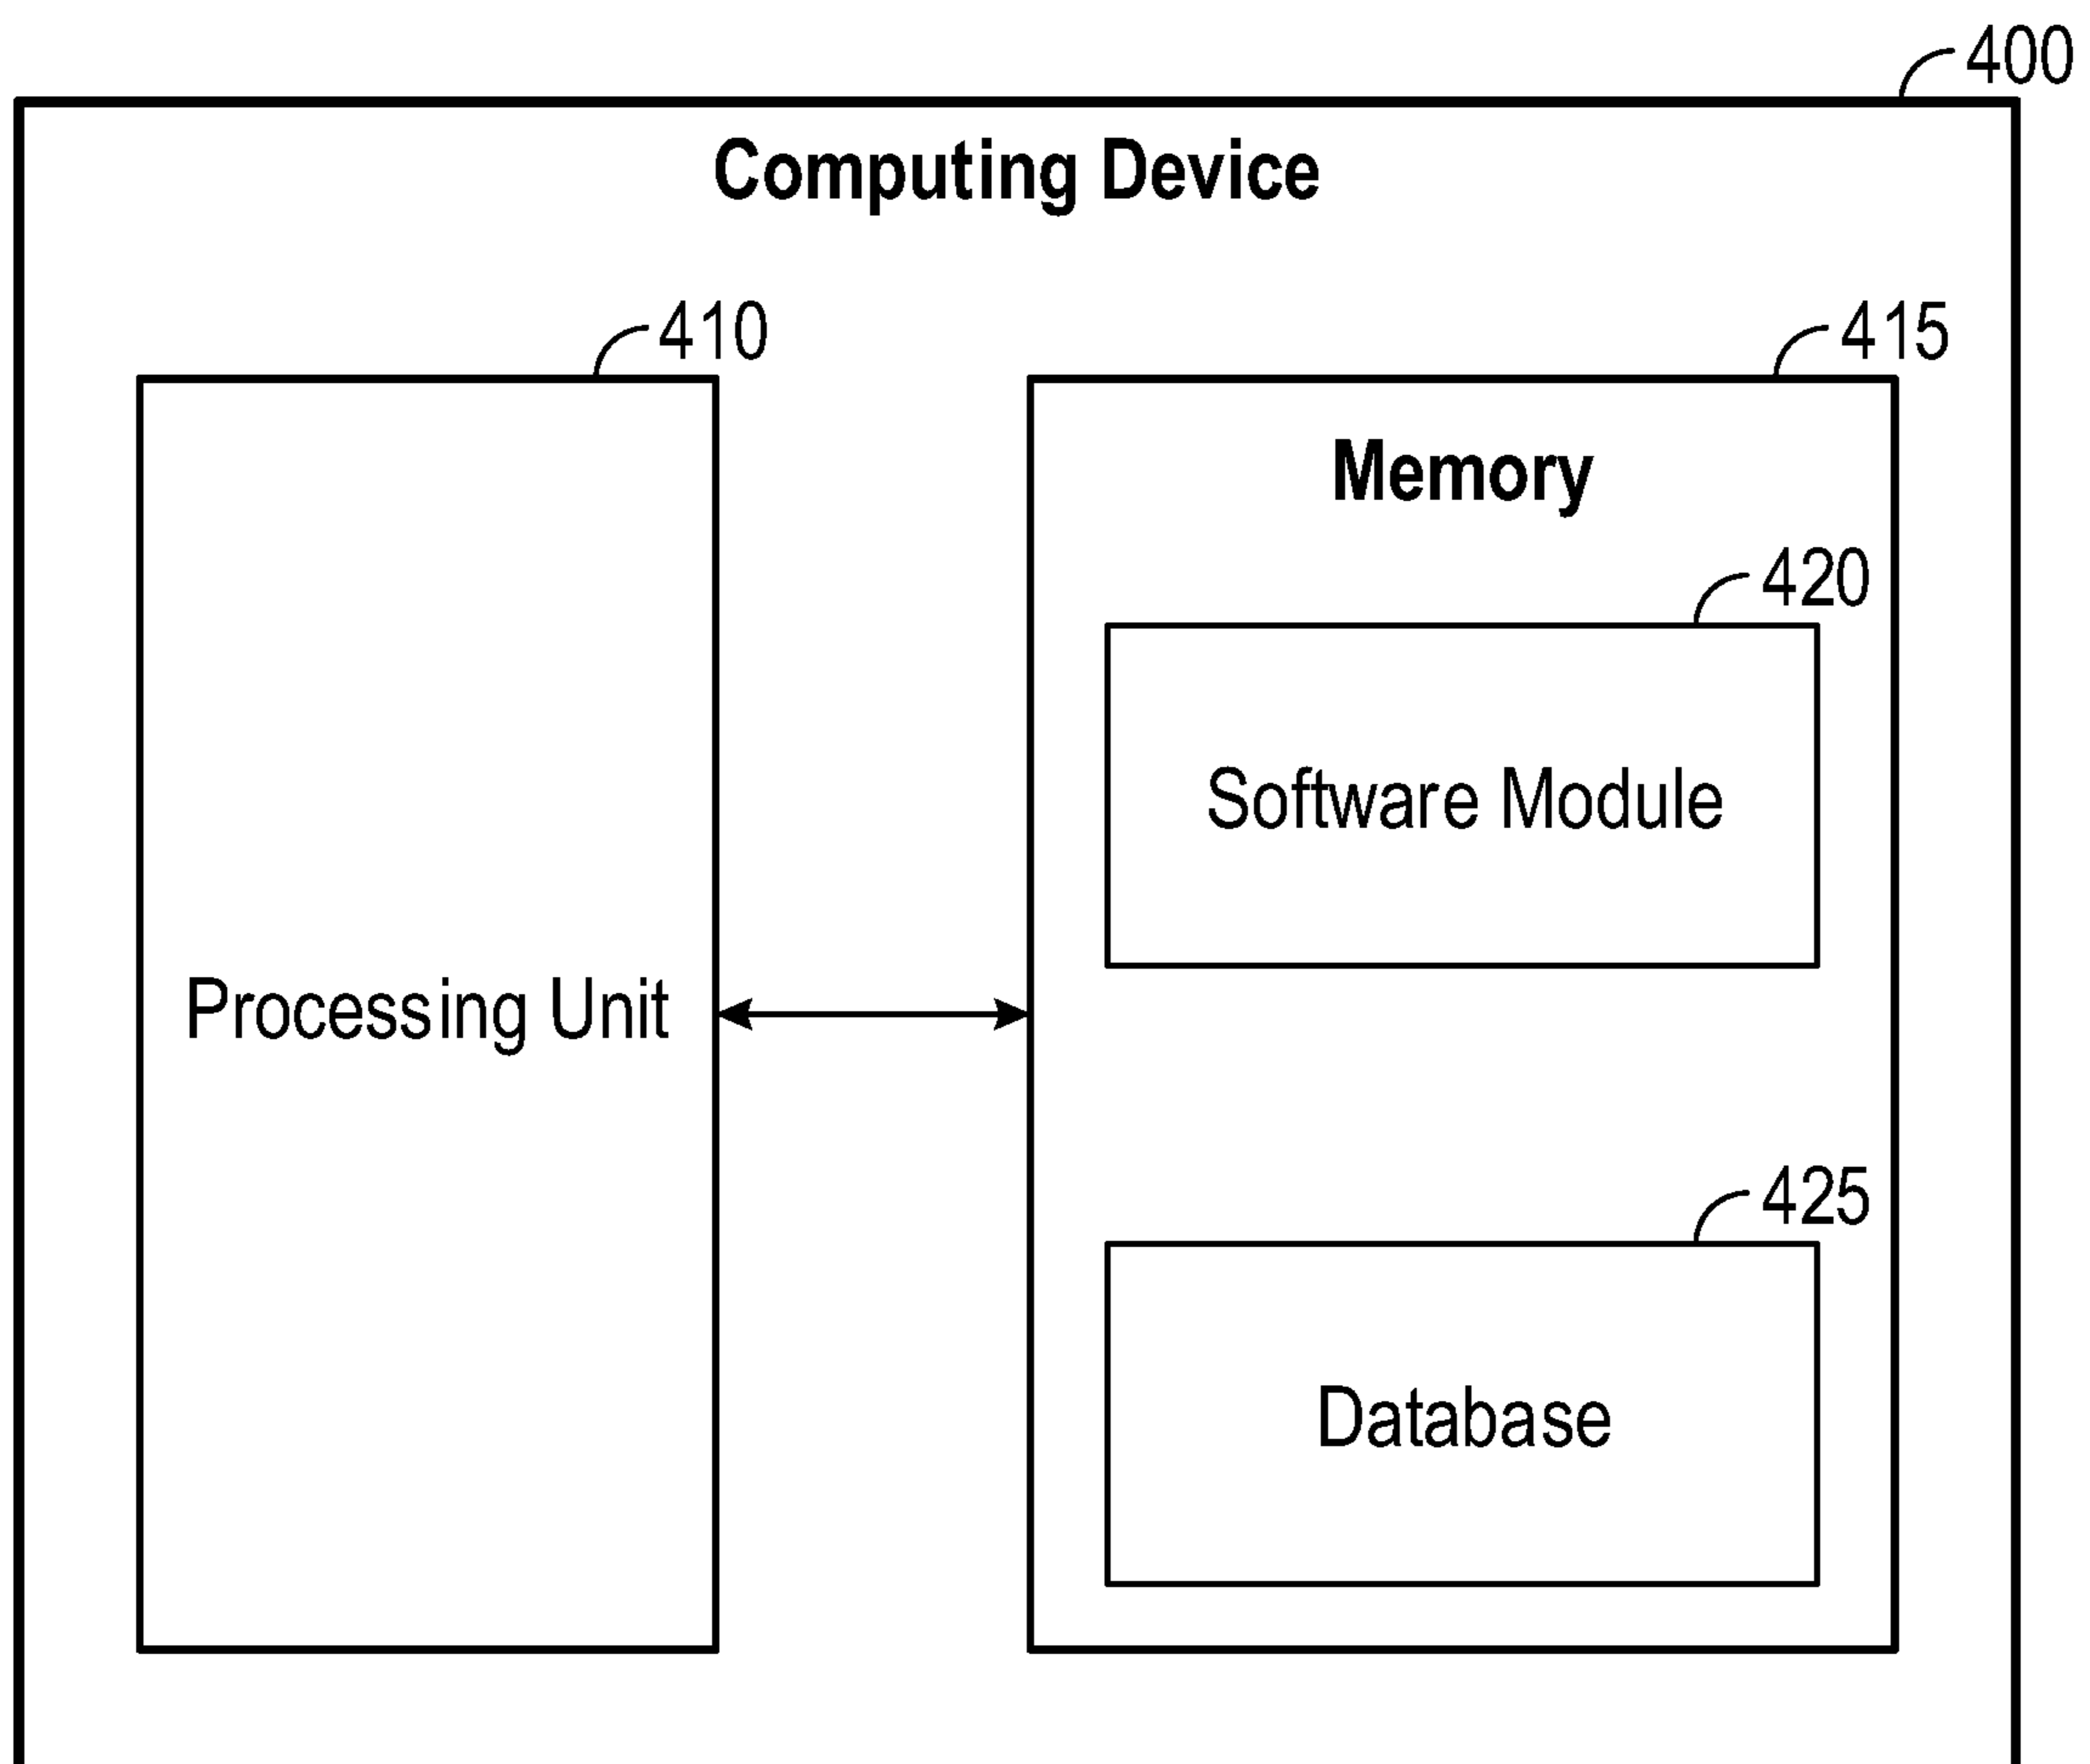 400
Computing Device
410
415
Memory
420
Software Module
Processing Unit
425
Database